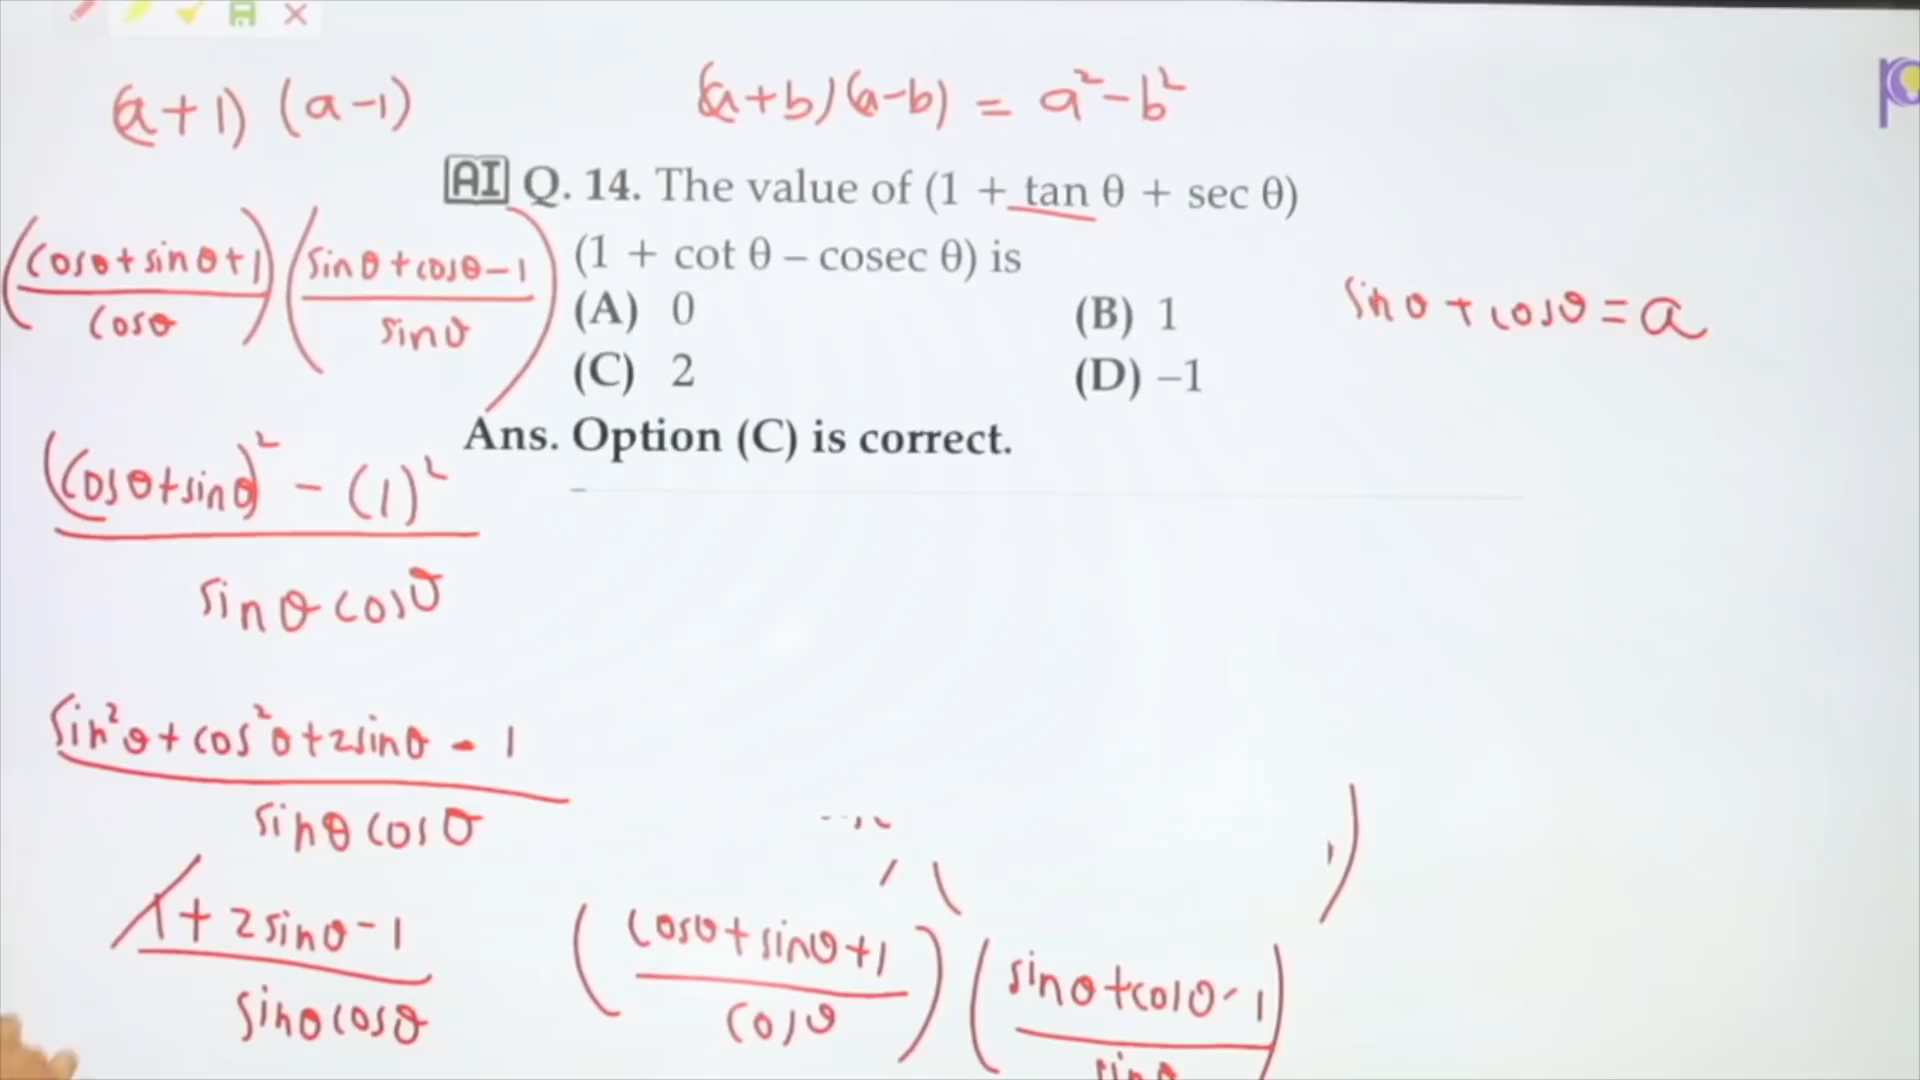 (a+1) (a-1)
(a+b)(a-b) = a²-b²
AI Q. 14. The value of (1 + tan θ + sec θ)
(1 + cot θ – cosec θ) is
(A) 0
(B) 1
(C) 2
(D) –1
Ans. Option (C) is correct.
sinθ + cosθ = a
(cosθ+sinθ+1) (sinθ+cosθ-1)
cosθ sinθ
(cosθ+sinθ)² - (1)²
sinθ cosθ
sin²θ + cos²θ + 2sinθ - 1
sinθ cosθ
1 + 2sinθ - 1
sinθcosθ
(cosθ+sinθ+1) (sinθ+cosθ-1)
cosθ sinθ